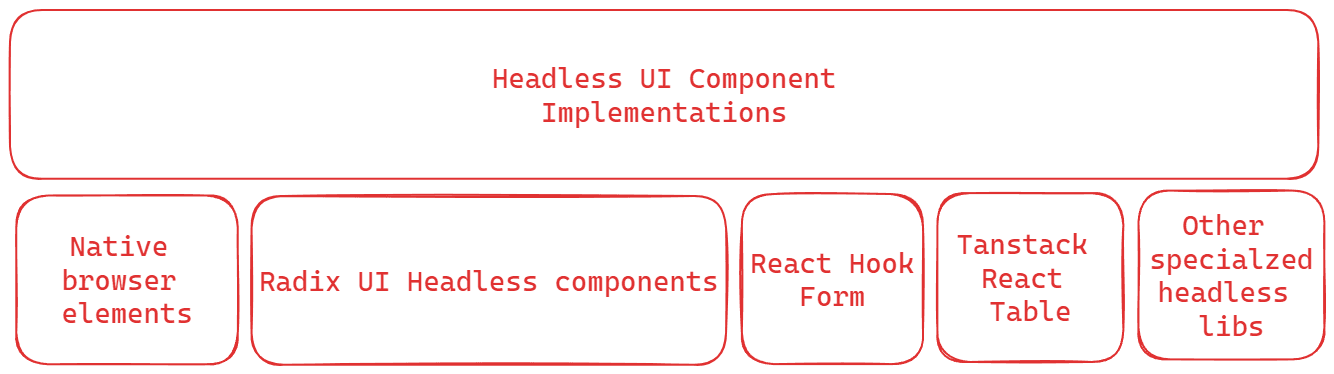 Headless UI Component
Implementations
Native
browser
elements
Radix UI Headless components
React Hook
Form
Tanstack
React
Table
Other
specialzed
headless
libs